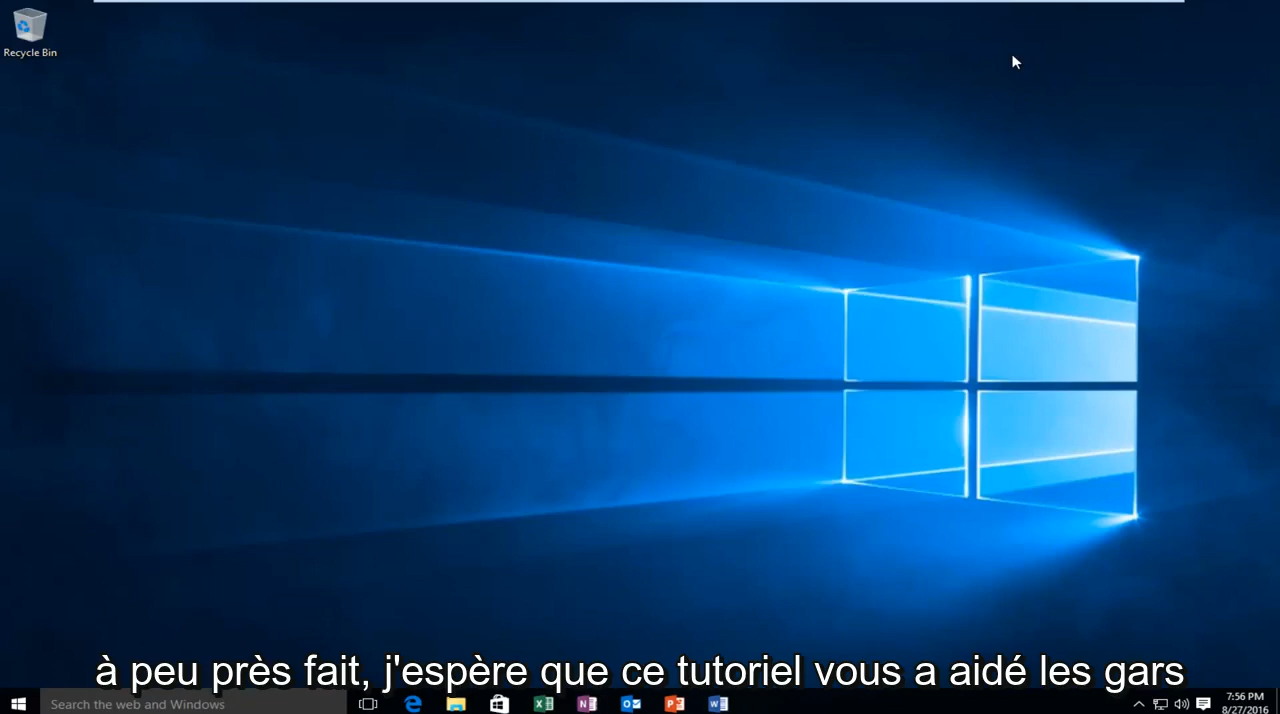 Recycle Bin
à peu près fait, j'espère que ce tutoriel vous a aidé les gars
Search the web and Windows
7:56 PM
8/27/2016